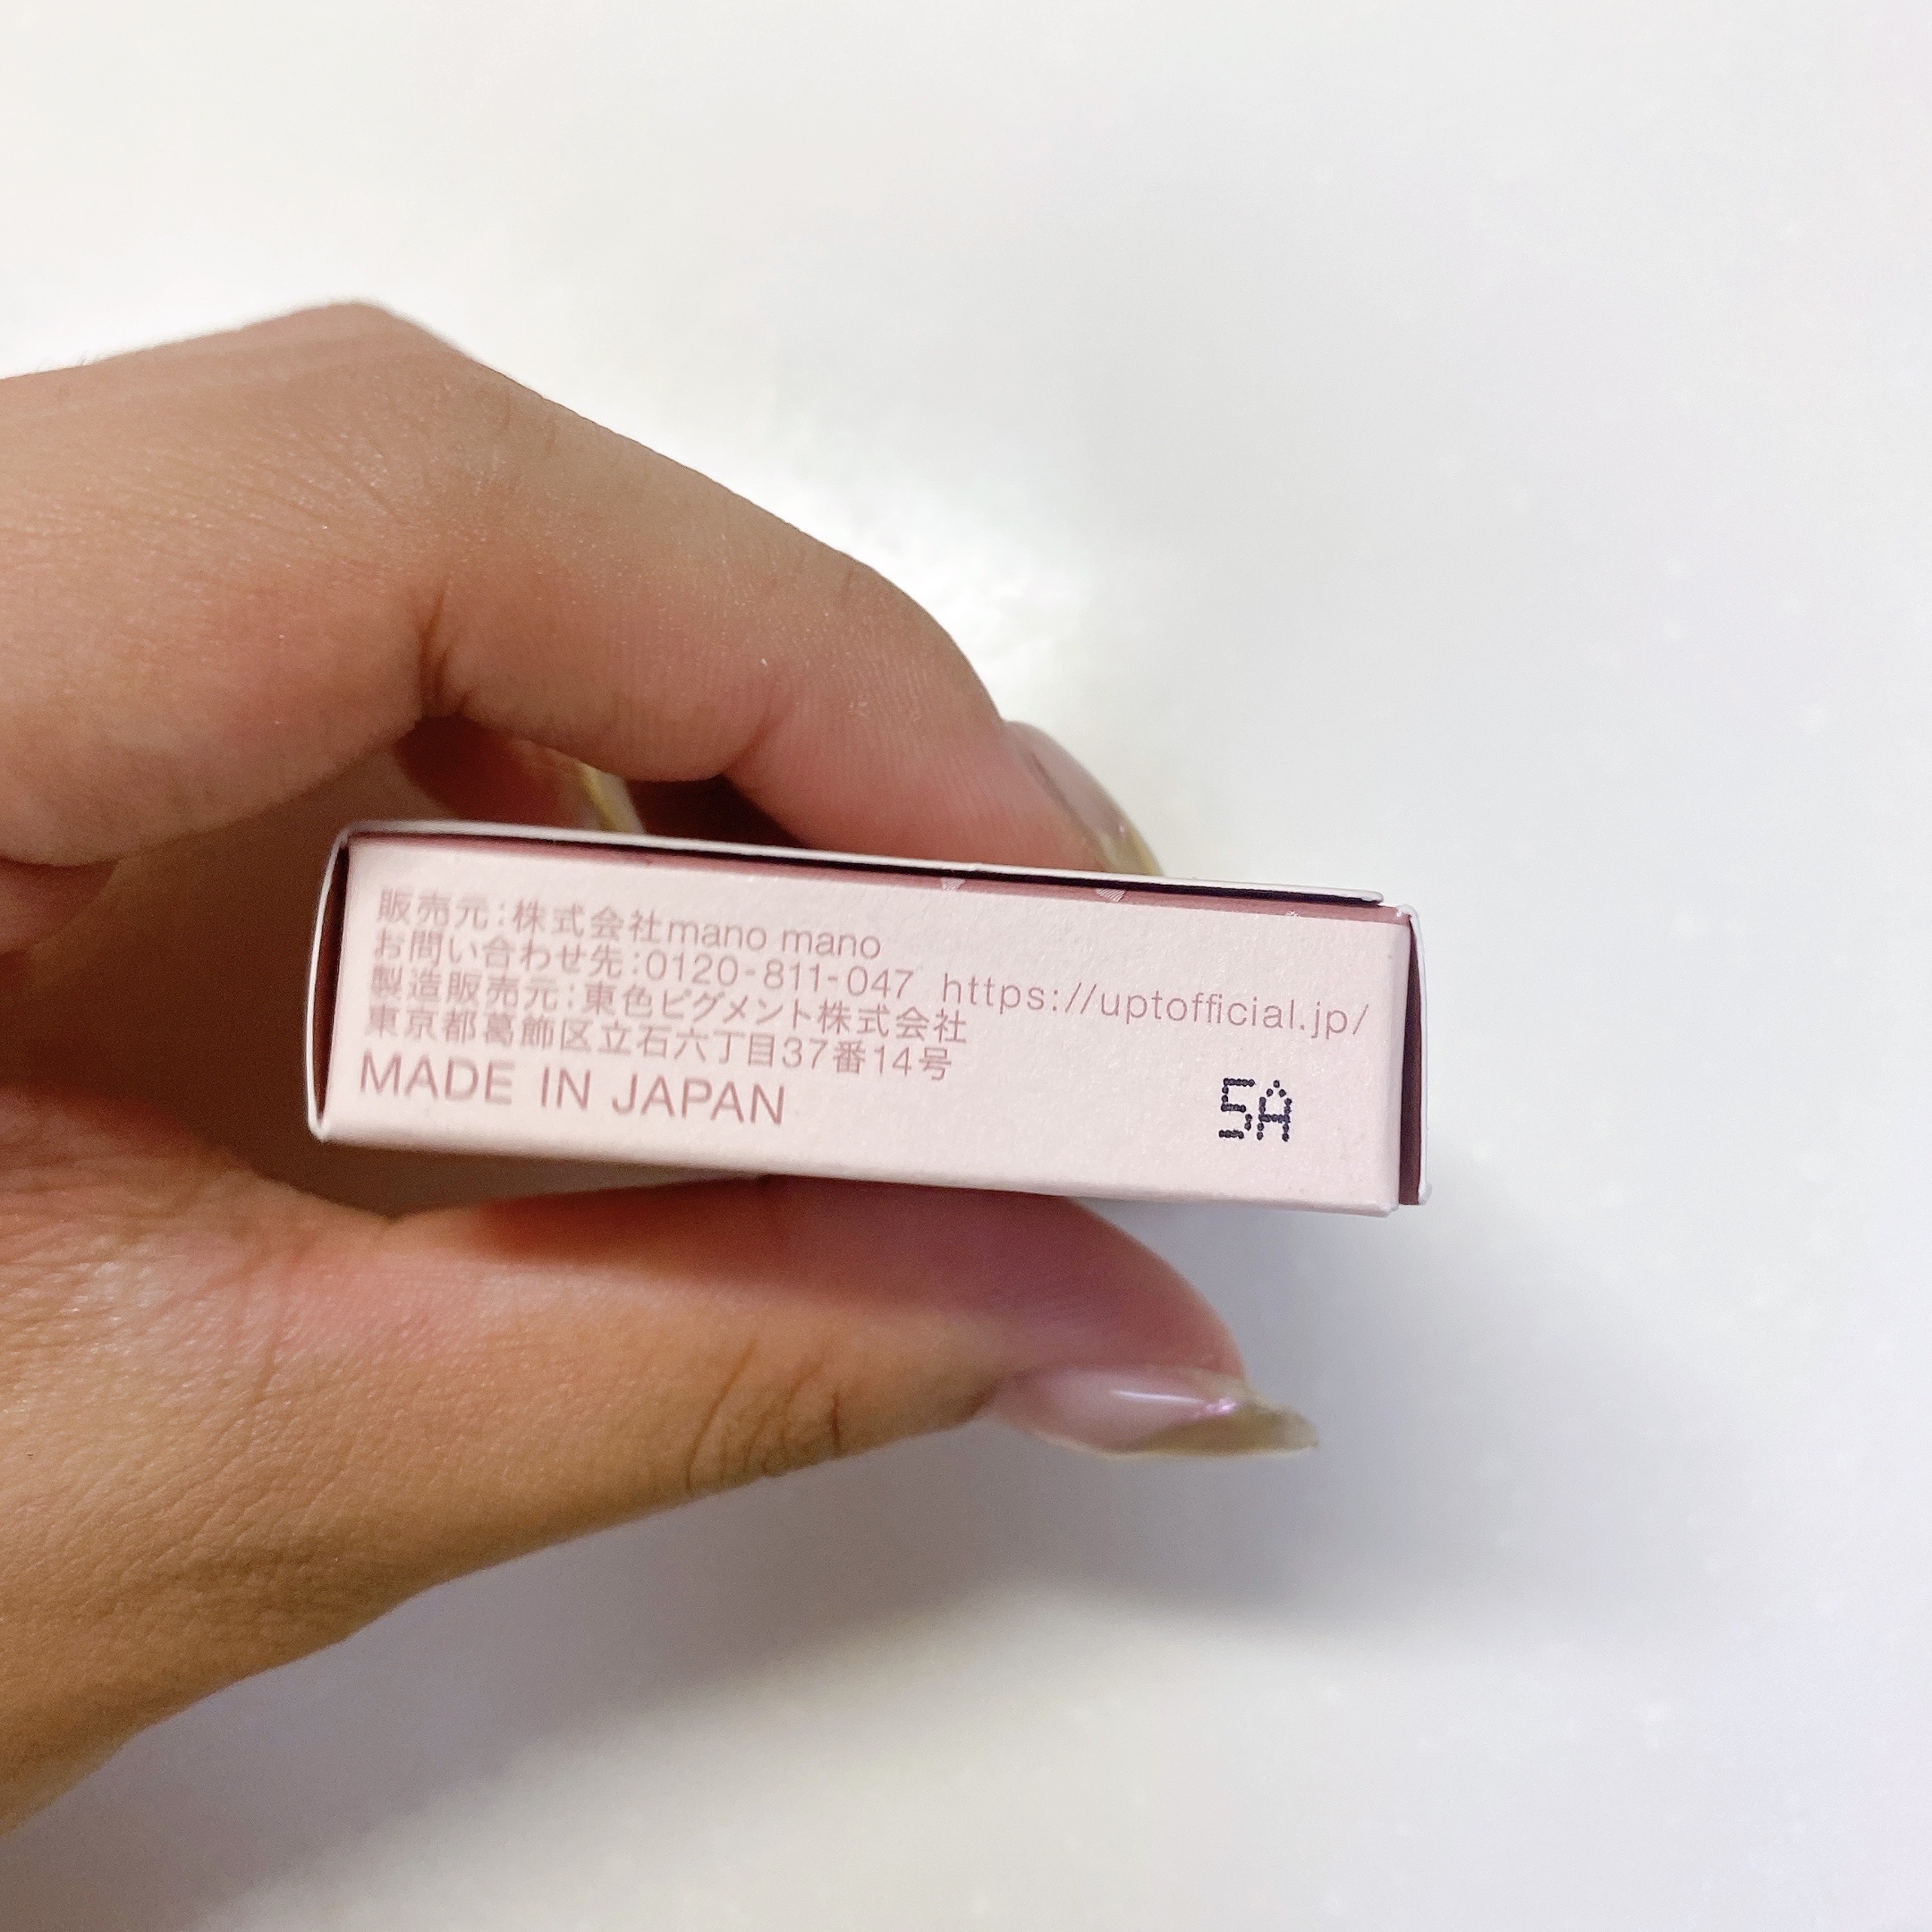 販売元：株式会社mano mano
お問い合わせ先：0120-811-047 https://uptofficial.jp/
製造販売元：東色ピグメント株式会社
東京都葛飾区立石六丁目37番14号
MADE IN JAPAN
5A